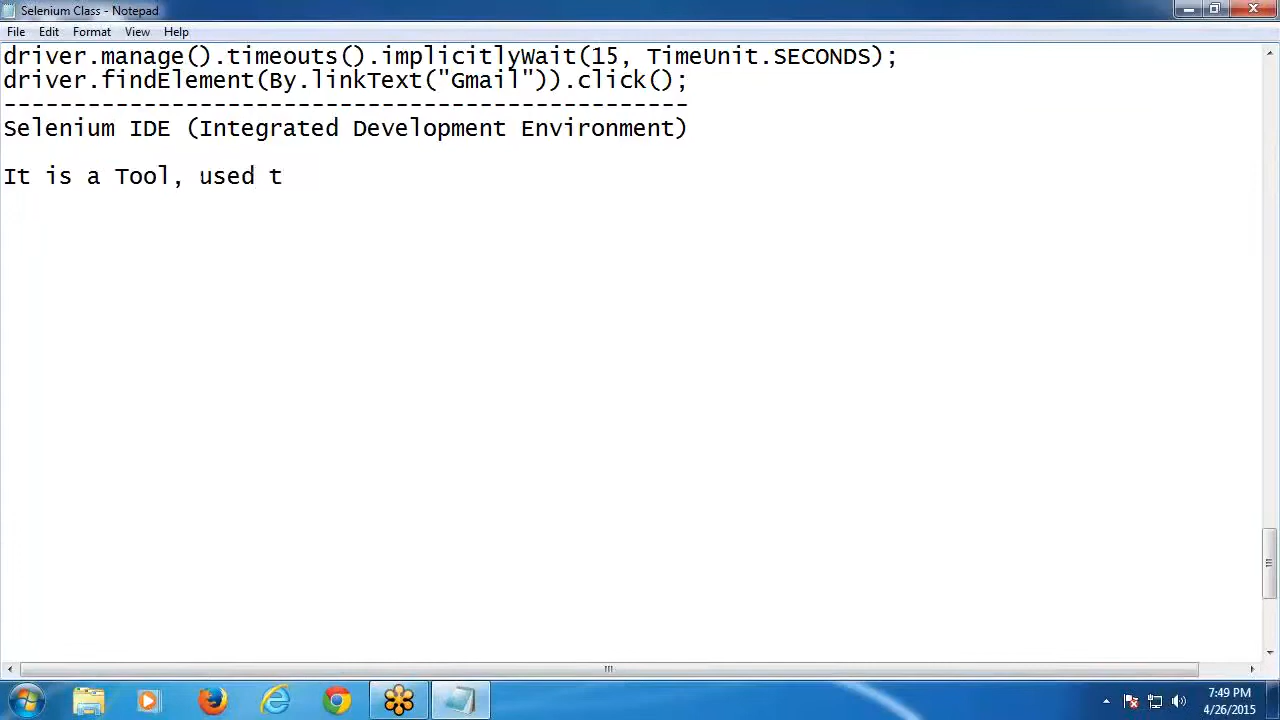 Selenium Class - Notepad
File Edit Format View Help
driver.manage().timeouts().implicitlyWait(15, TimeUnit.SECONDS);
driver.findElement(By.linkText("Gmail")).click();
-------------------------------------------------
Selenium IDE (Integrated Development Environment)
It is a Tool, used t
7:49 PM
4/26/2015